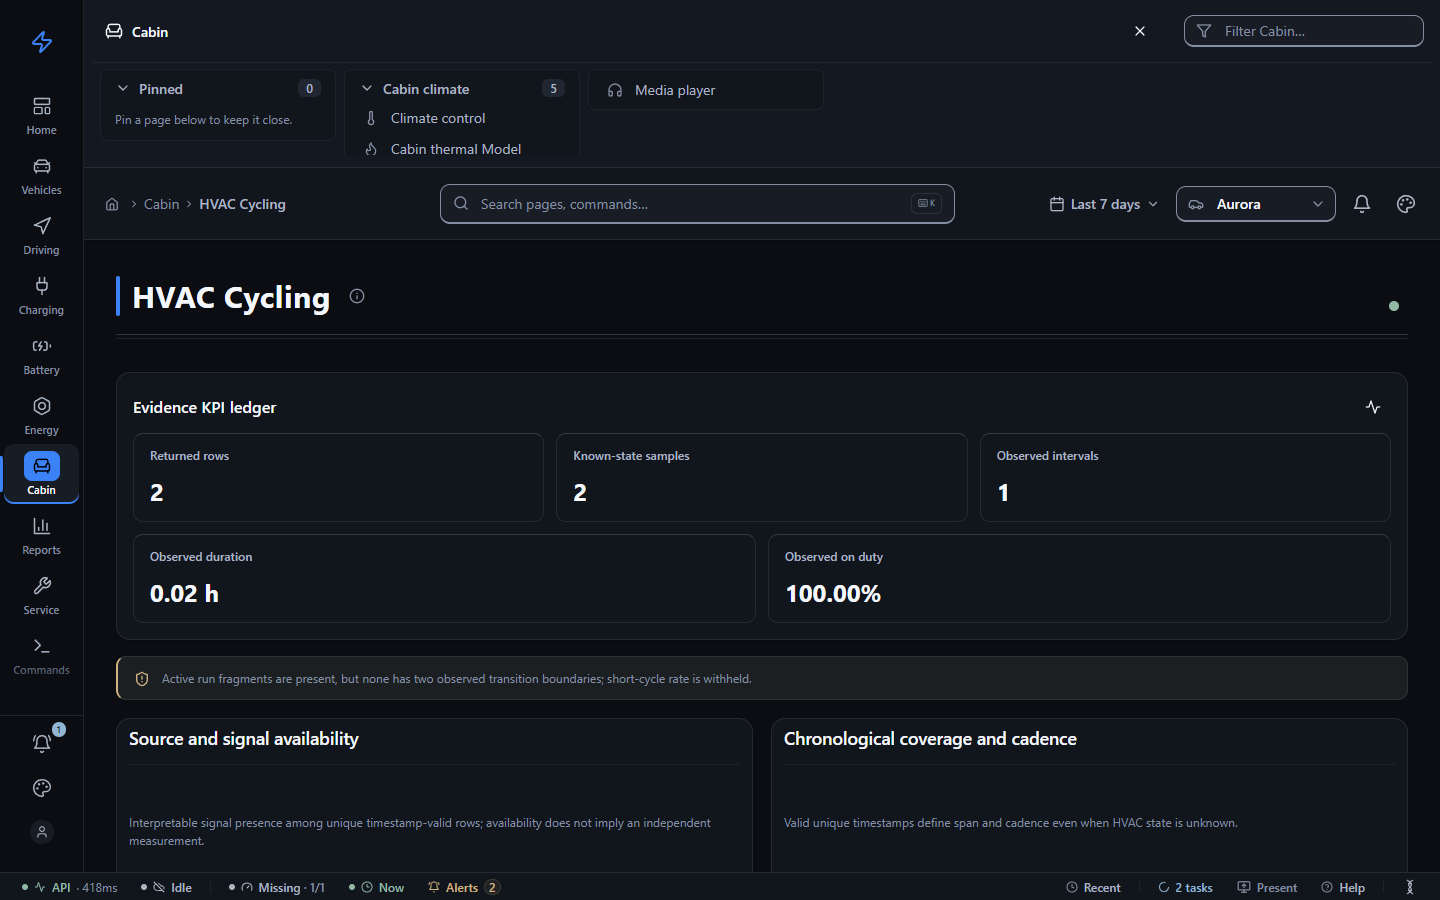 Cabin
Filter Cabin...
Pinned
0
Pin a page below to keep it close.
Cabin climate
5
Climate control
Cabin thermal Model
Media player
Home
Vehicles
Driving
Charging
Battery
Energy
Cabin
Reports
Service
Commands
1
Cabin
HVAC Cycling
Search pages, commands...
K
Last 7 days
Aurora
HVAC Cycling
Evidence KPI ledger
Returned rows
2
Known-state samples
2
Observed intervals
1
Observed duration
0.02 h
Observed on duty
100.00%
Active run fragments are present, but none has two observed transition boundaries; short-cycle rate is withheld.
Source and signal availability
Interpretable signal presence among unique timestamp-valid rows; availability does not imply an independent
measurement.
Chronological coverage and cadence
Valid unique timestamps define span and cadence even when HVAC state is unknown.
API · 418ms
Idle
Missing · 1/1
Now
Alerts 2
Recent
2 tasks
Present
Help